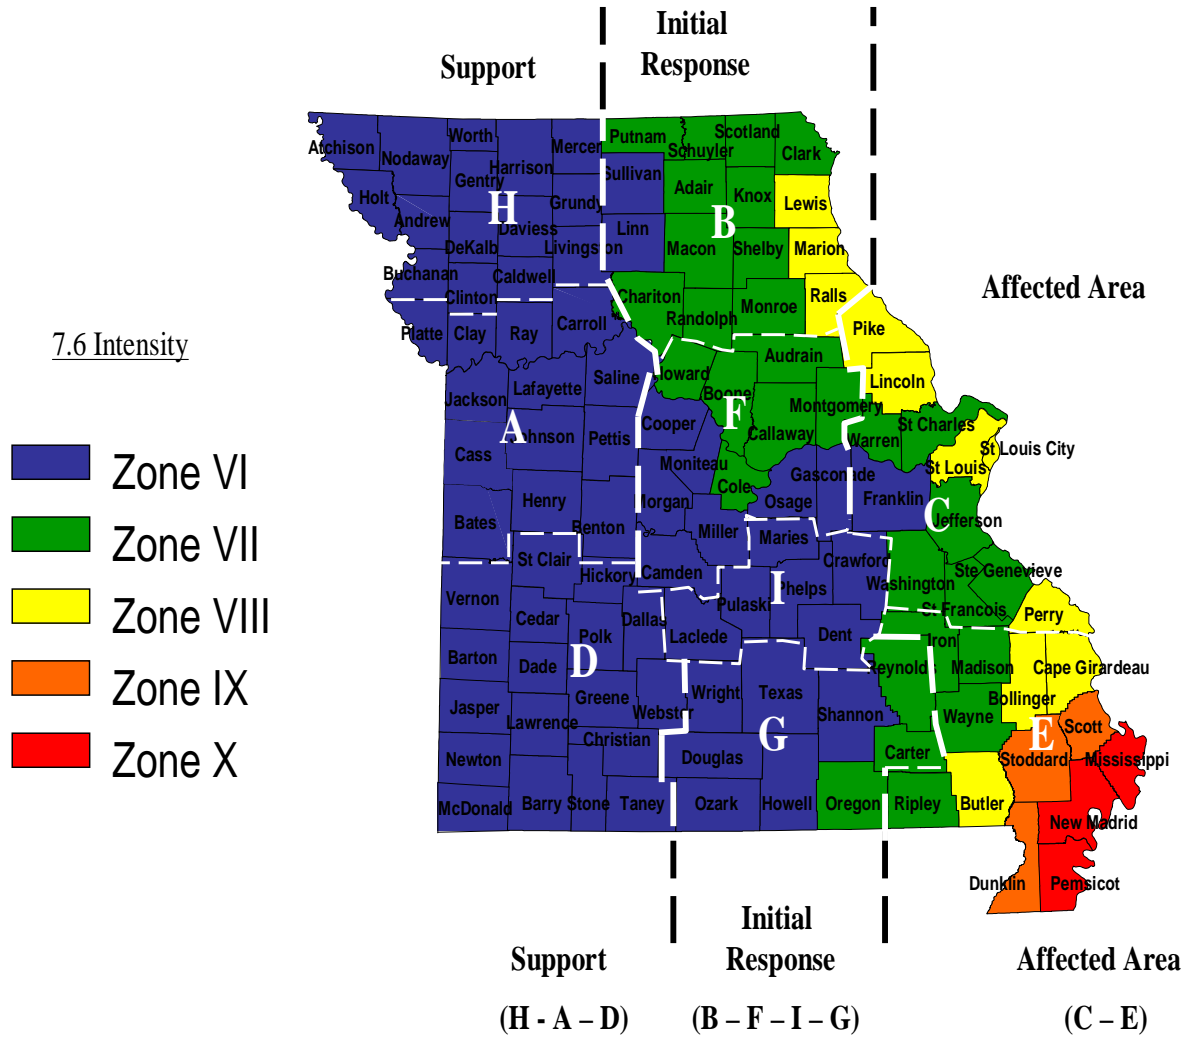 Initial
Response
Support
Affected Area
7.6 Intensity
Zone VI
Zone VII
Zone VIII
Zone IX
Zone X
Atchison
Nodaway
Worth
Harrison
Mercer
Putnam
Schuyler
Scotland
Clark
Holt
Gentry
Andrew
H
Grundy
Sullivan
Adair
Knox
Lewis
DeKalb
Daviess
Livingston
Linn
B
Macon
Shelby
Marion
Buchanan
Clinton
Caldwell
Chariton
Randolph
Monroe
Ralls
Pike
Platte
Clay
Ray
Carroll
Audrain
Lincoln
Jackson
Lafayette
Saline
Howard
Boone
Montgomery
St Charles
A
Johnson
Pettis
Cooper
F
Callaway
Warren
St Louis City
St Louis
Cass
Moniteau
Gasconade
Cole
Osage
Franklin
C
Jefferson
Bates
Henry
Benton
Morgan
Miller
Maries
Crawford
St Clair
Hickory
Camden
Washington
Ste Genevieve
Vernon
I
Phelps
Pulaski
St Francois
Perry
Cedar
Polk
Dallas
Laclede
Dent
Iron
Barton
Dade
D
Reynolds
Madison
Cape Girardeau
Bollinger
Jasper
Greene
Webster
Wright
Texas
Shannon
Wayne
Lawrence
Christian
G
E
Scott
Newton
Douglas
Carter
Stoddard
Mississippi
McDonald
Barry
Stone
Taney
Ozark
Howell
Oregon
Ripley
Butler
New Madrid
Dunklin
Pemsicot
Support
(H - A – D)
Initial
Response
(B – F – I – G)
Affected Area
(C – E)